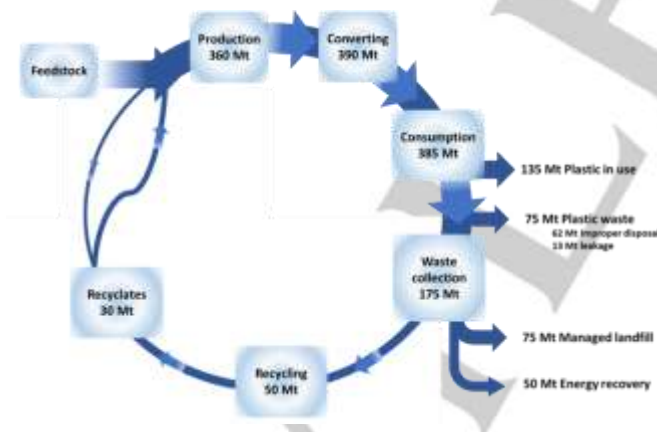 Feedstock
Production
360 Mt
Converting
390 Mt
Consumption
385 Mt
135 Mt Plastic in use
75 Mt Plastic waste
62 Mt Improper disposa
13 Mt leakage
Waste
collection
175 Mt
Recyclates
30 Mt
75 Mt Managed landfill
Recycling
50 Mt
50 Mt Energy recovery